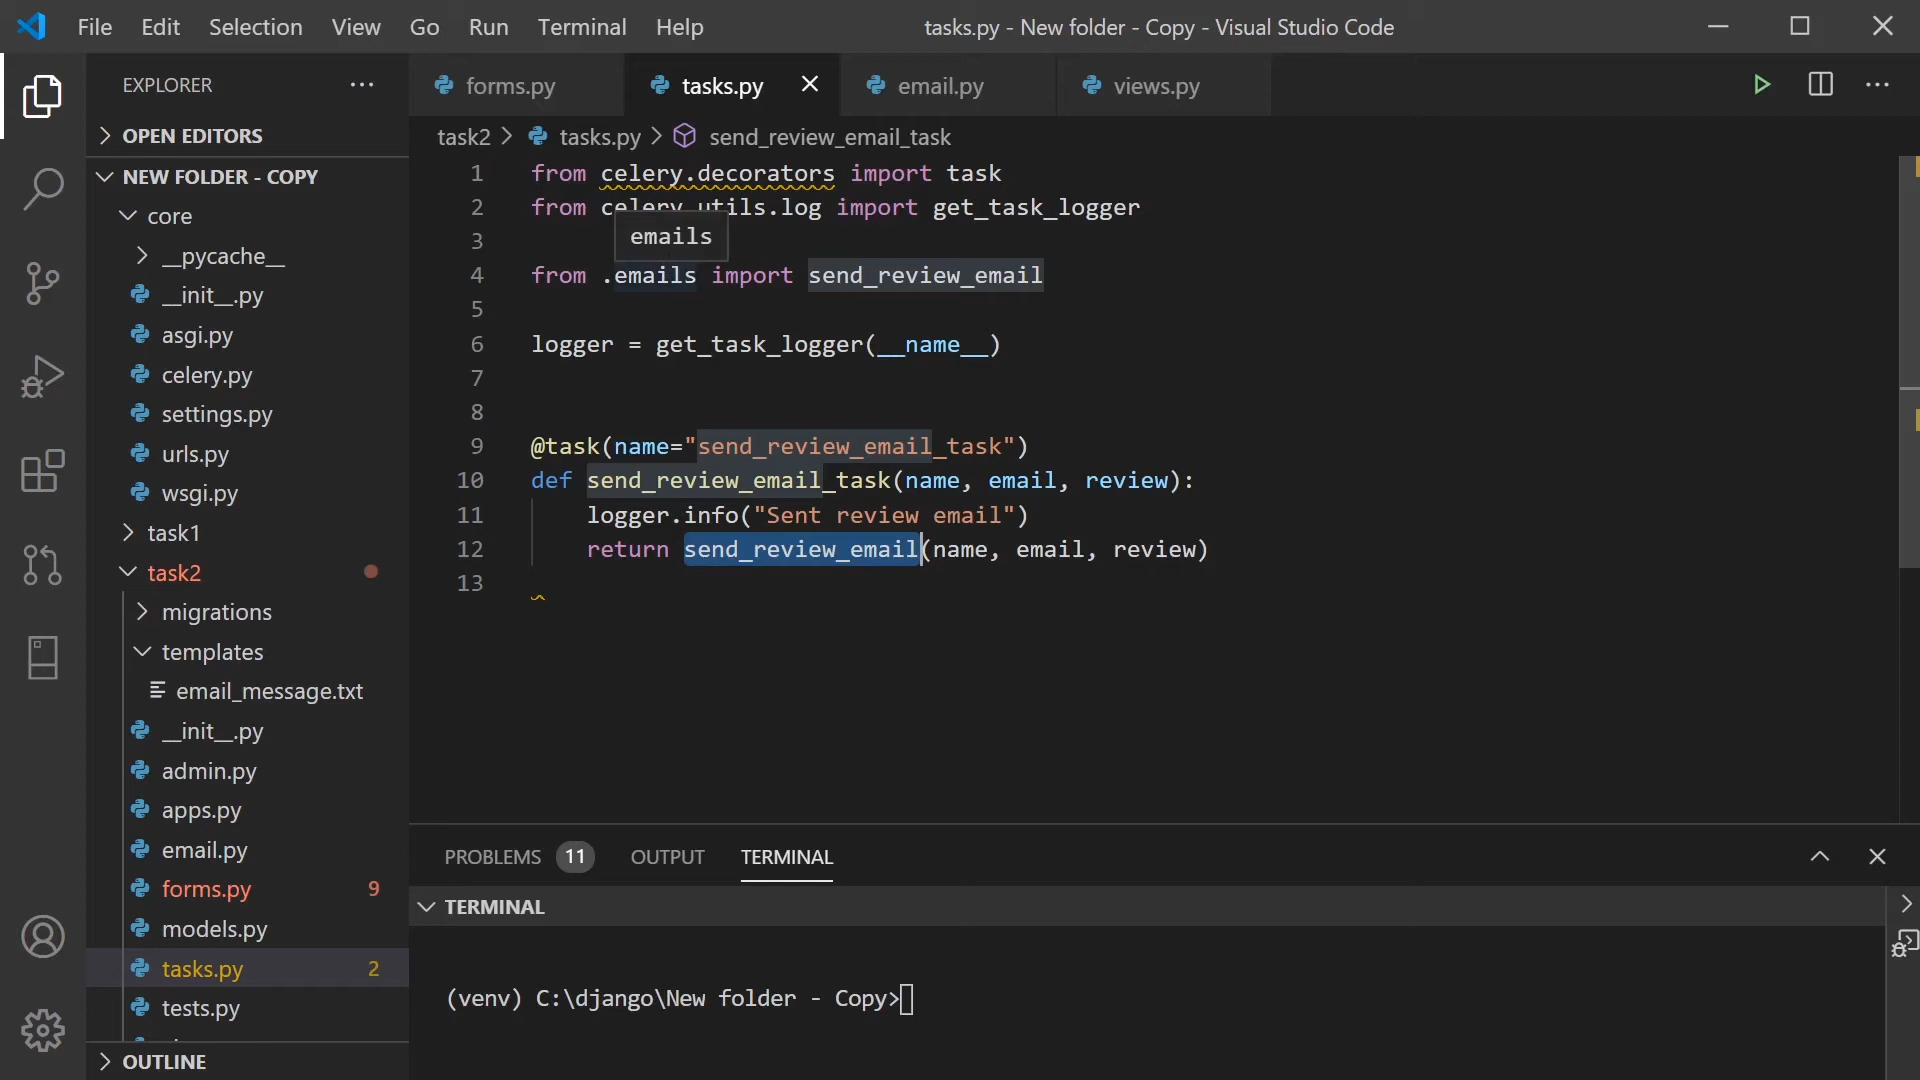 File Edit Selection View Go Run Terminal Help
tasks.py - New folder - Copy - Visual Studio Code
EXPLORER
OPEN EDITORS
NEW FOLDER - COPY
core
__pycache__
__init__.py
asgi.py
celery.py
settings.py
urls.py
wsgi.py
task1
task2
migrations
templates
email_message.txt
__init__.py
admin.py
apps.py
email.py
forms.py 9
models.py
tasks.py 2
tests.py
OUTLINE
forms.py tasks.py email.py views.py
task2 > tasks.py > send_review_email_task
1 from celery.decorators import task
2 from celery.utils.log import get_task_logger
emails
3
4 from .emails import send_review_email
5
6 logger = get_task_logger(__name__)
7
8
9 @task(name="send_review_email_task")
10 def send_review_email_task(name, email, review):
11 logger.info("Sent review email")
12 return send_review_email(name, email, review)
13
PROBLEMS 11 OUTPUT TERMINAL
TERMINAL
(venv) C:\django\New folder - Copy>